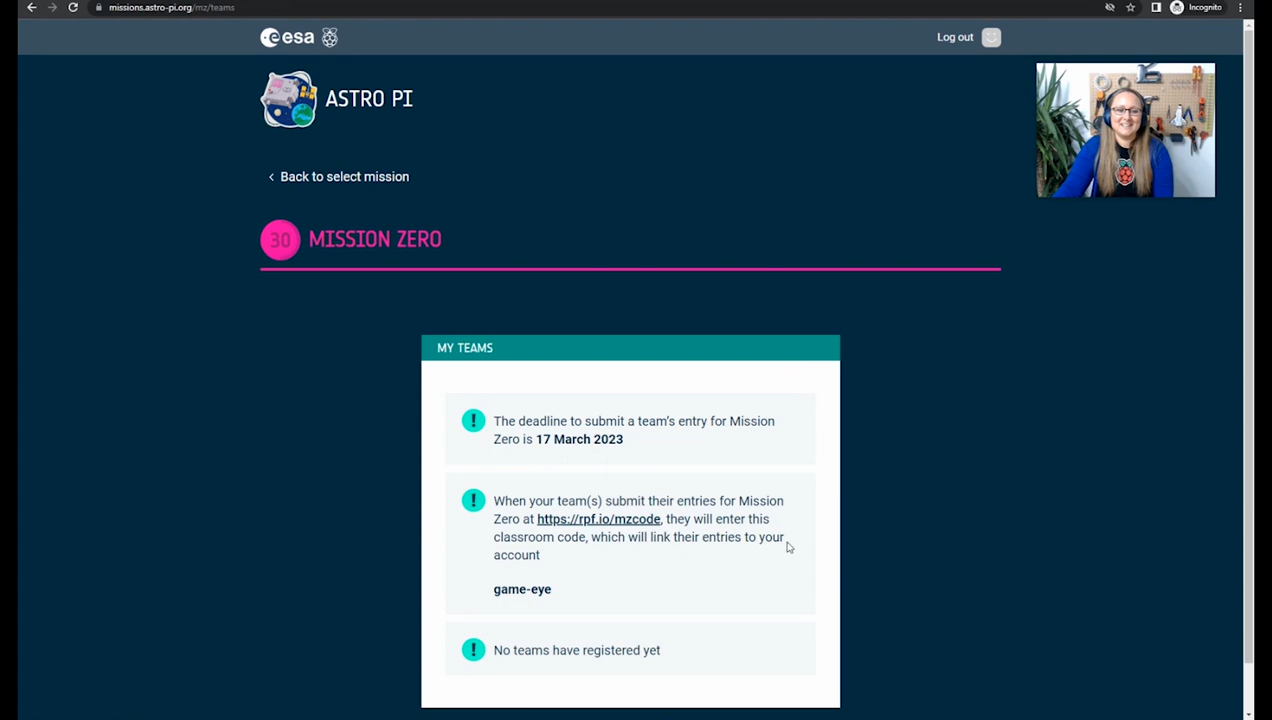 missions.astro-pi.org/mz/teams
Incognito
esa
Log out
ASTRO PI
Back to select mission
30 MISSION ZERO
MY TEAMS
! The deadline to submit a team's entry for Mission
Zero is 17 March 2023
! When your team(s) submit their entries for Mission
Zero at https://rpf.io/mzcode, they will enter this
classroom code, which will link their entries to your
account
game-eye
! No teams have registered yet